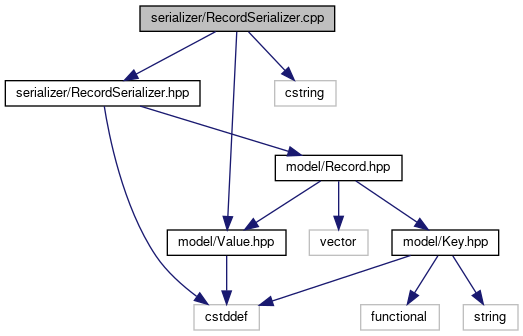 serializer/RecordSerializer.cpp
serializer/RecordSerializer.hpp
cstring
model/Record.hpp
model/Value.hpp
vector
model/Key.hpp
cstddef
functional
string